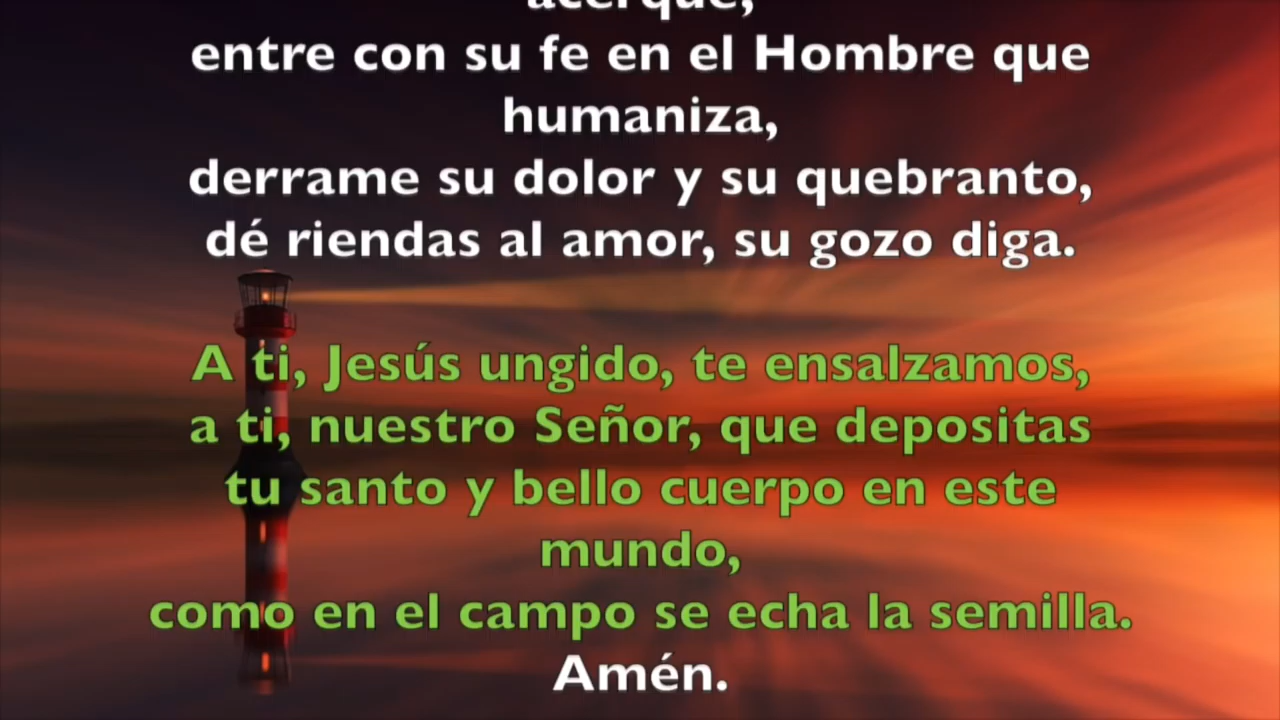 acerque,
entre con su fe en el Hombre que
humaniza,
derrame su dolor y su quebranto,
dé riendas al amor, su gozo diga.
A ti, Jesús ungido, te ensalzamos,
a ti, nuestro Señor, que depositas
tu santo y bello cuerpo en este
mundo,
como en el campo se echa la semilla.
Amén.